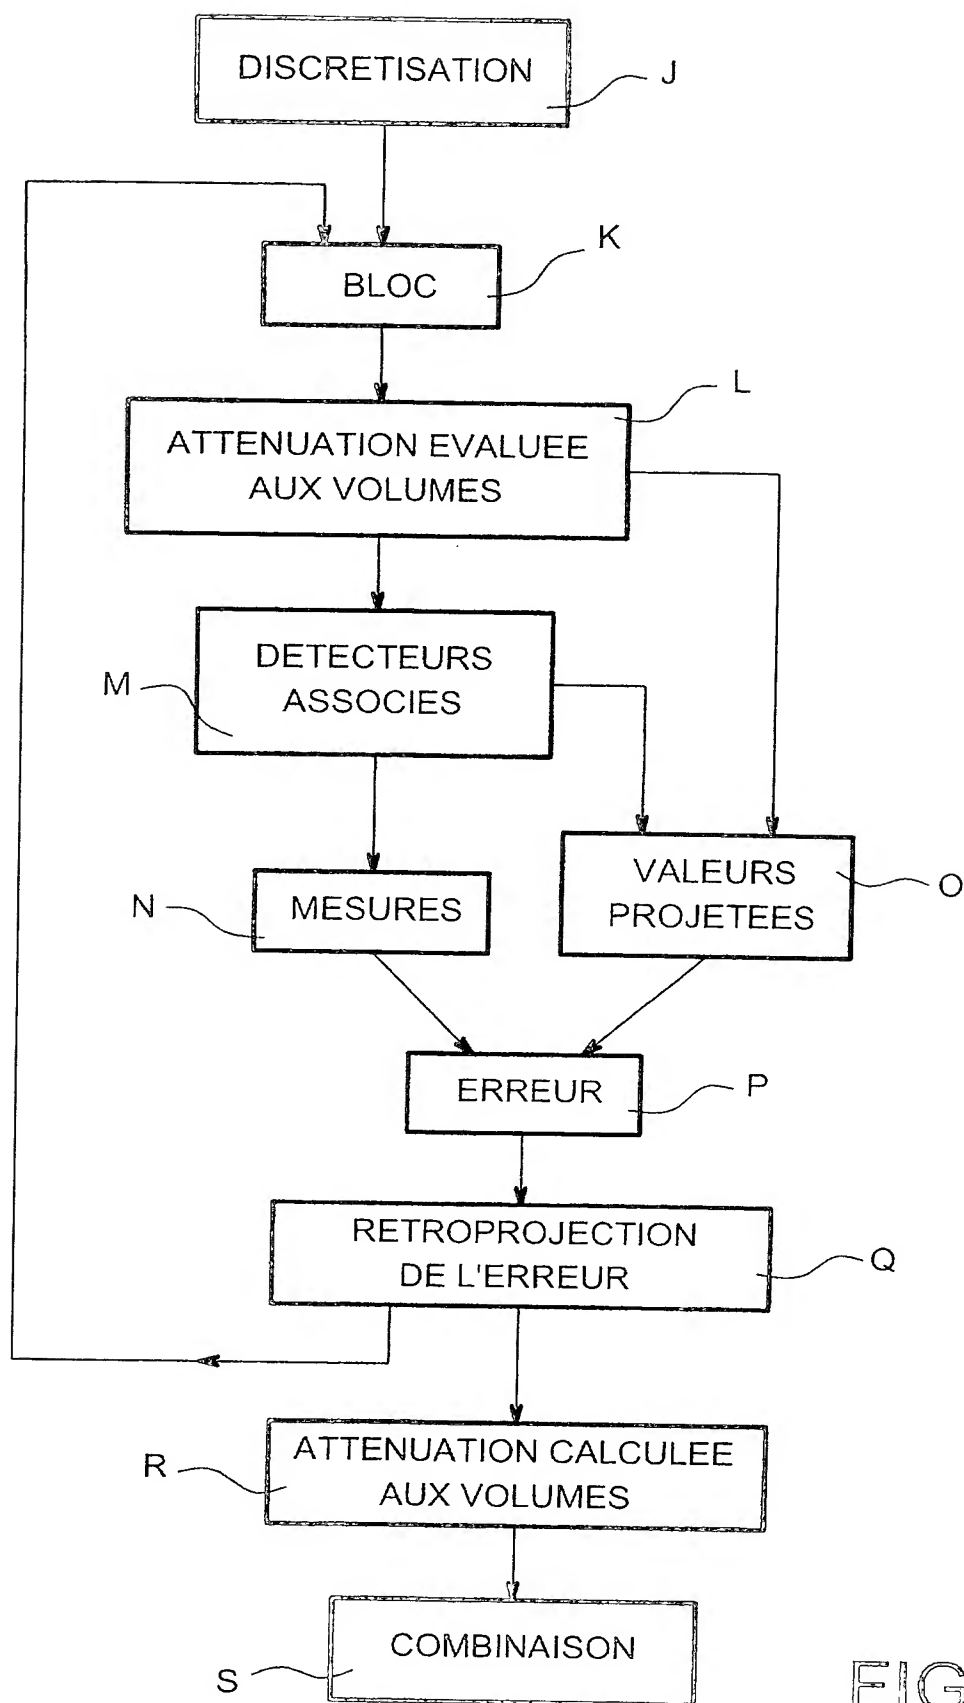 DISCRETISATION
J
K
BLOC
L
ATTENUATION EVALUEE
AUX VOLUMES
DETECTEURS
ASSOCIES
M
VALEURS
PROJETEES
O
N
MESURES
ERREUR
P
RETROPROJECTION
DE L'ERREUR
Q
ATTENUATION CALCULEE
AUX VOLUMES
R
COMBINAISON
S
FIG